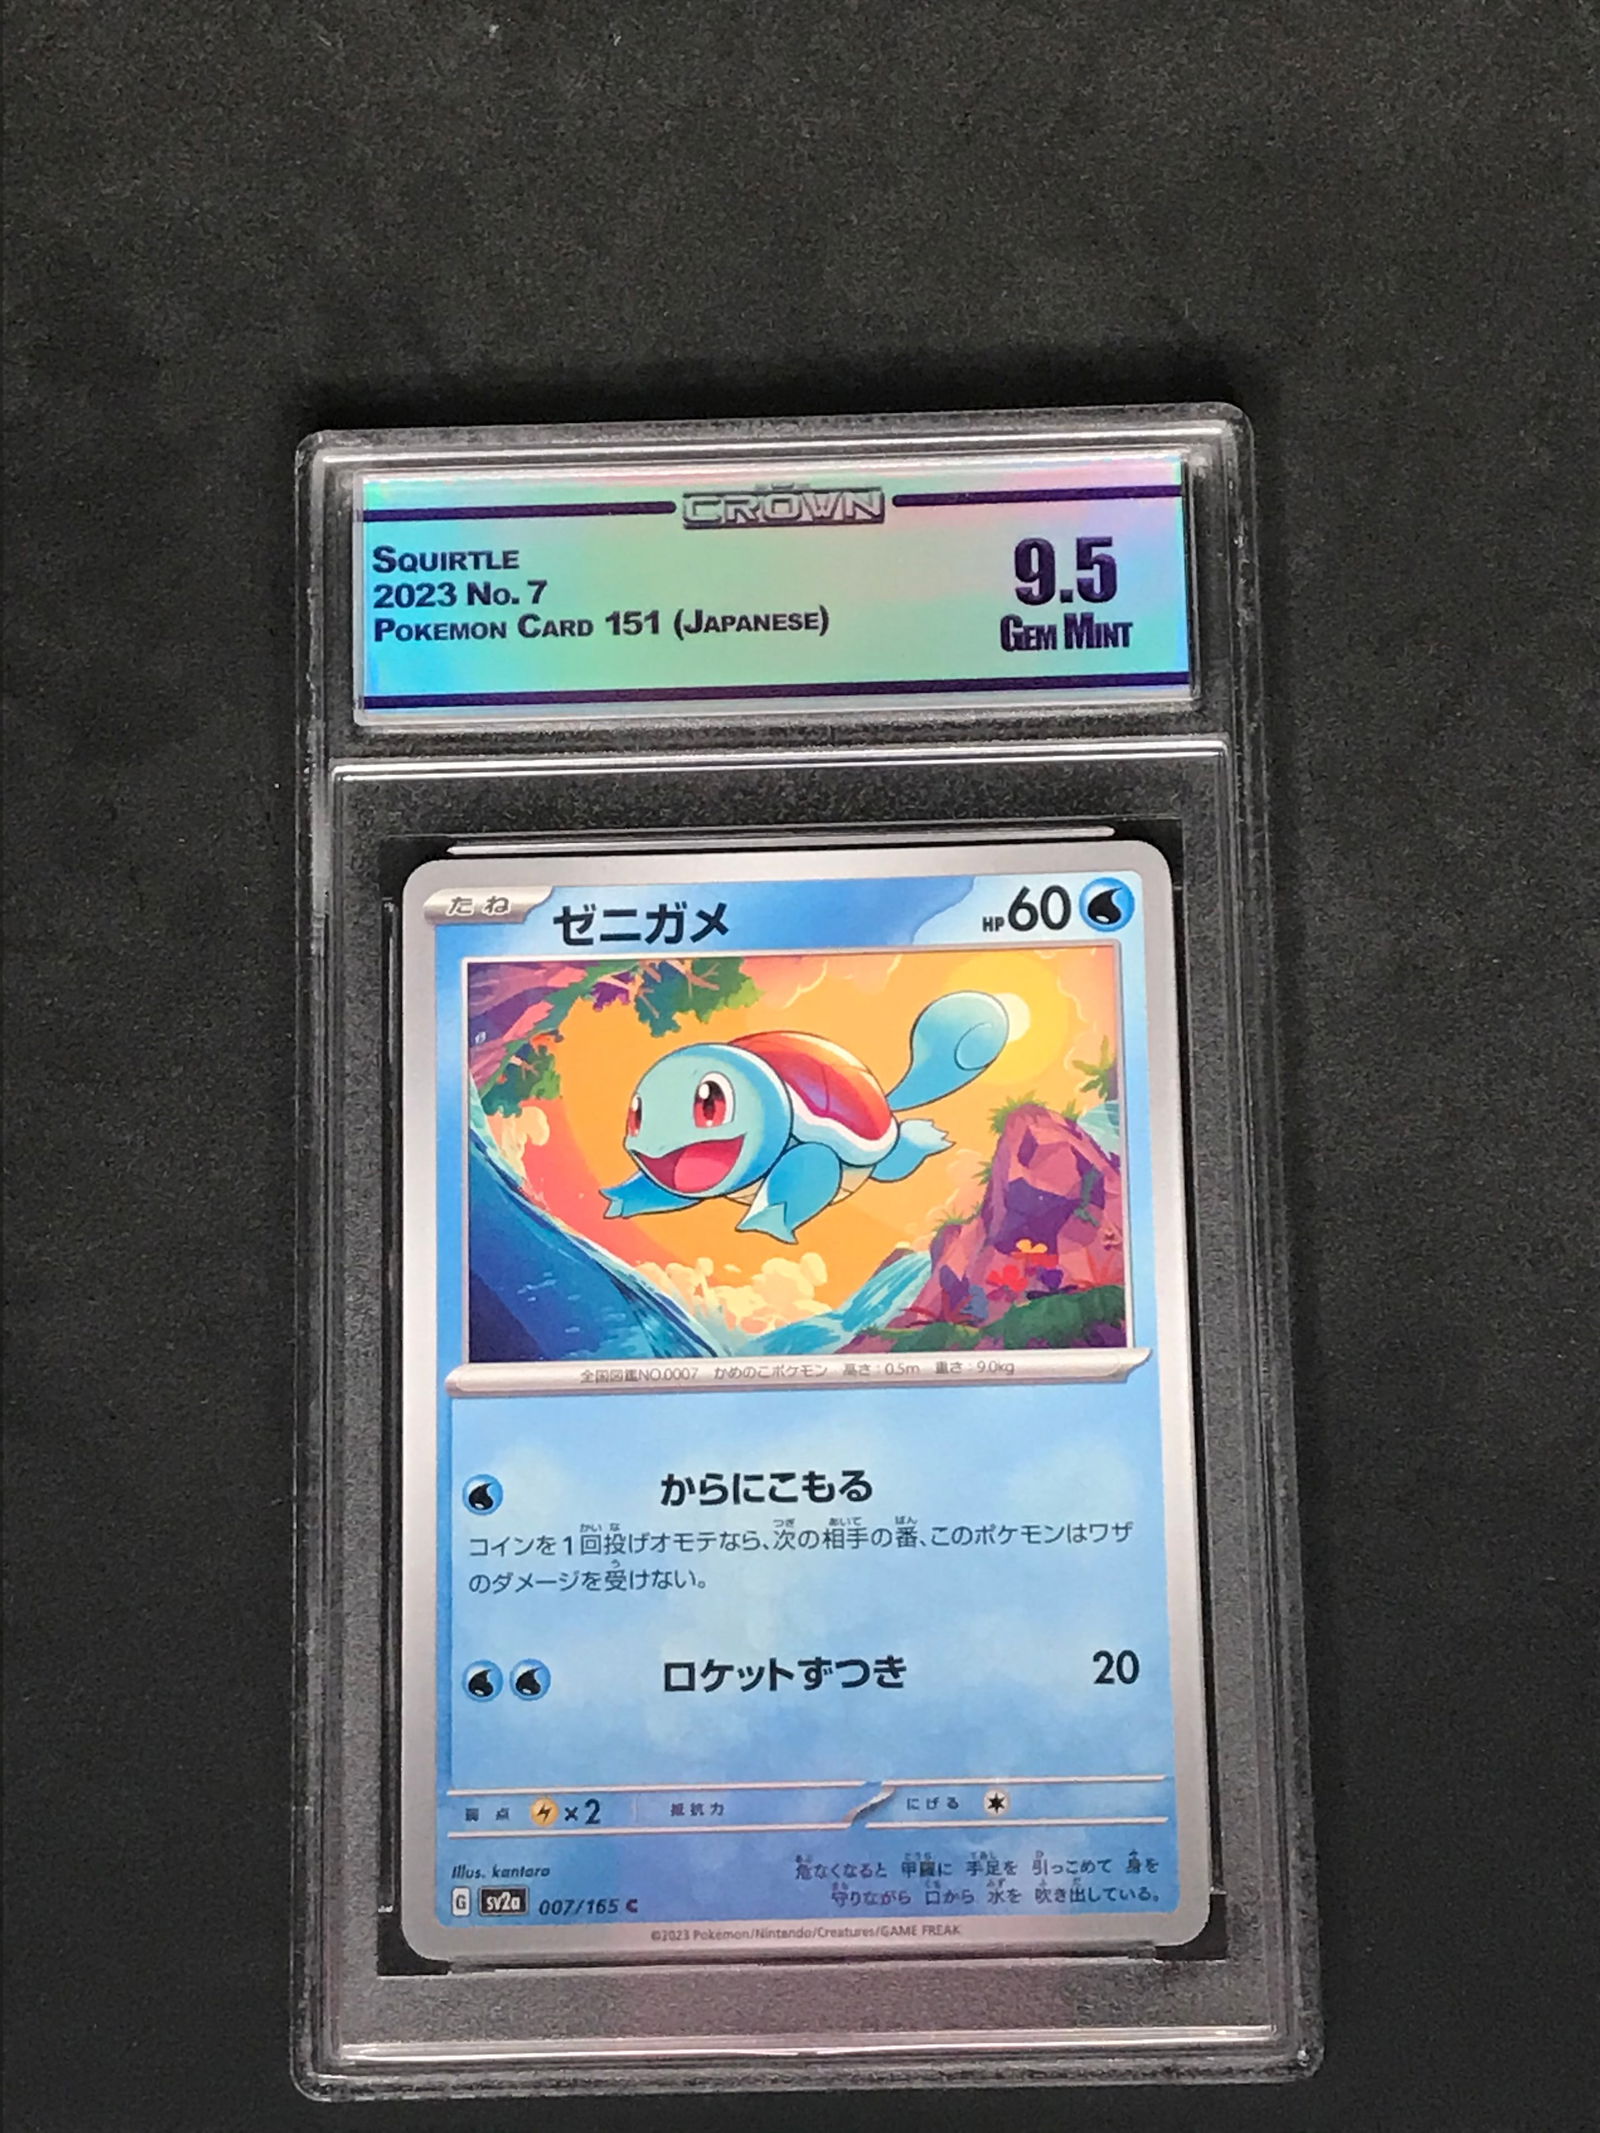 CROWN
SQUIRTLE
2023 No. 7
POKEMON CARD 151 (JAPANESE)
9.5
GEM MINT
たね ゼニガメ HP 60
全国図鑑NO.0007 かめのこポケモン 高さ:0.5m 重さ:9.0kg
からにこもる
コインを1回投げオモテなら、次の相手の番、このポケモンはワザ
のダメージを受けない。
ロケットずつき 20
弱点 ×2 抵抗力 にげる
Illus. kantaro
危なくなると 甲羅に 手足を 引っこめて 身を
守りながら 口から 水を 吹き出している。
G sv2a 007/165 C
©2023 Pokémon/Nintendo/Creatures/GAME FREAK